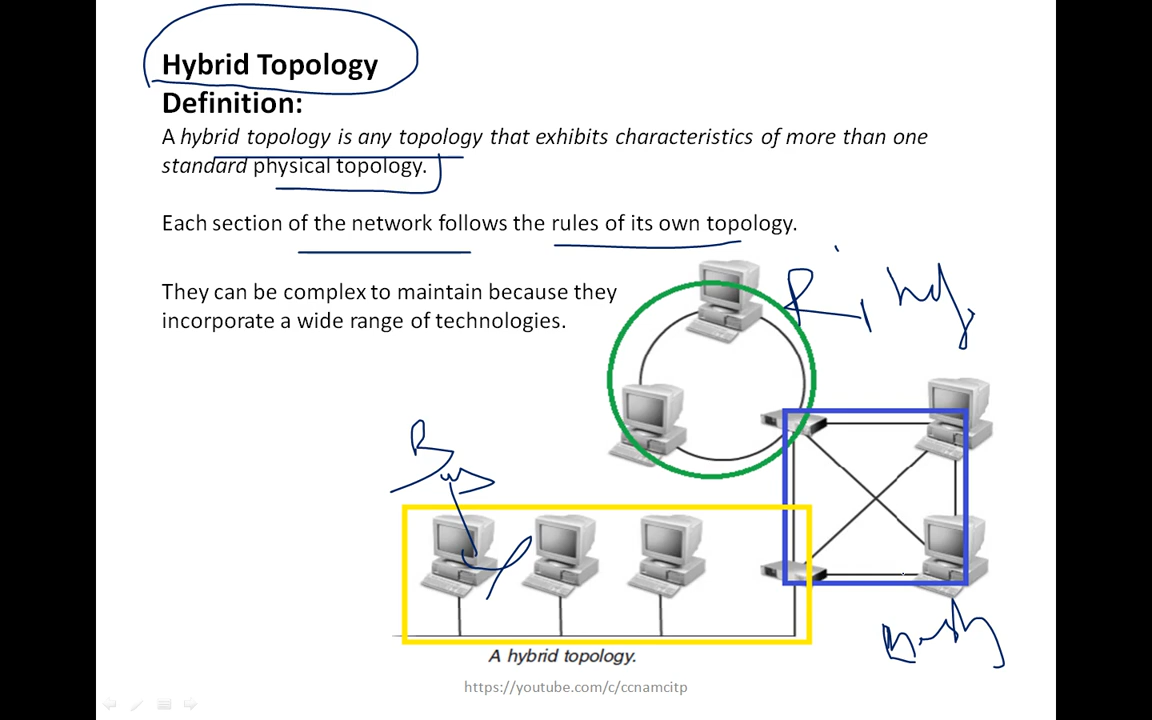 Hybrid Topology
Definition:
A hybrid topology is any topology that exhibits characteristics of more than one
standard physical topology.
Each section of the network follows the rules of its own topology.
They can be complex to maintain because they
incorporate a wide range of technologies.
Bus
A hybrid topology.
https://youtube.com/c/ccnamcitp